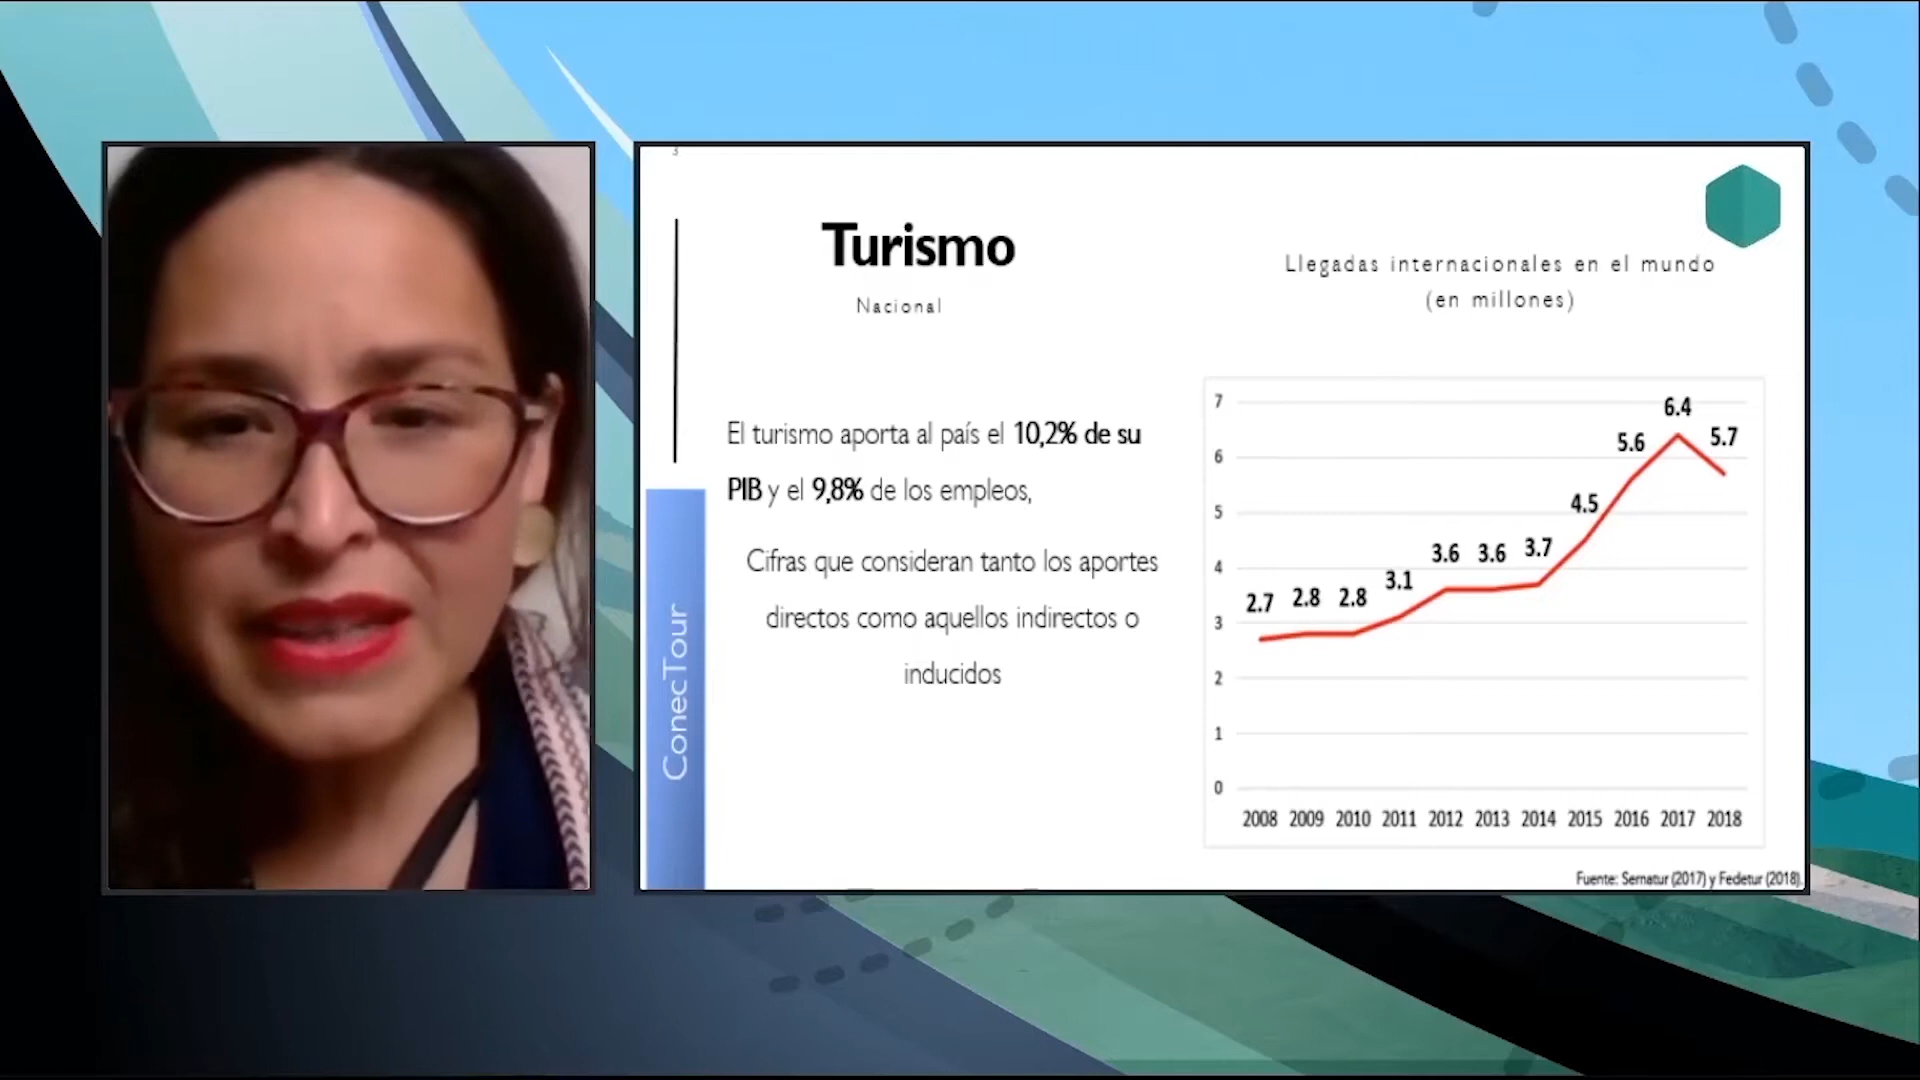 3
Turismo
Nacional
El turismo aporta al país el 10,2% de su
PIB y el 9,8% de los empleos,
Cifras que consideran tanto los aportes
directos como aquellos indirectos o
inducidos
ConecTour
Llegadas internacionales en el mundo
(en millones)
7
6
5
4
3
2
1
0
2.7 2.8 2.8 3.1 3.6 3.6 3.7 4.5 5.6 6.4 5.7
2008 2009 2010 2011 2012 2013 2014 2015 2016 2017 2018
Fuente: Sernatur (2017) y Fedetur (2018).